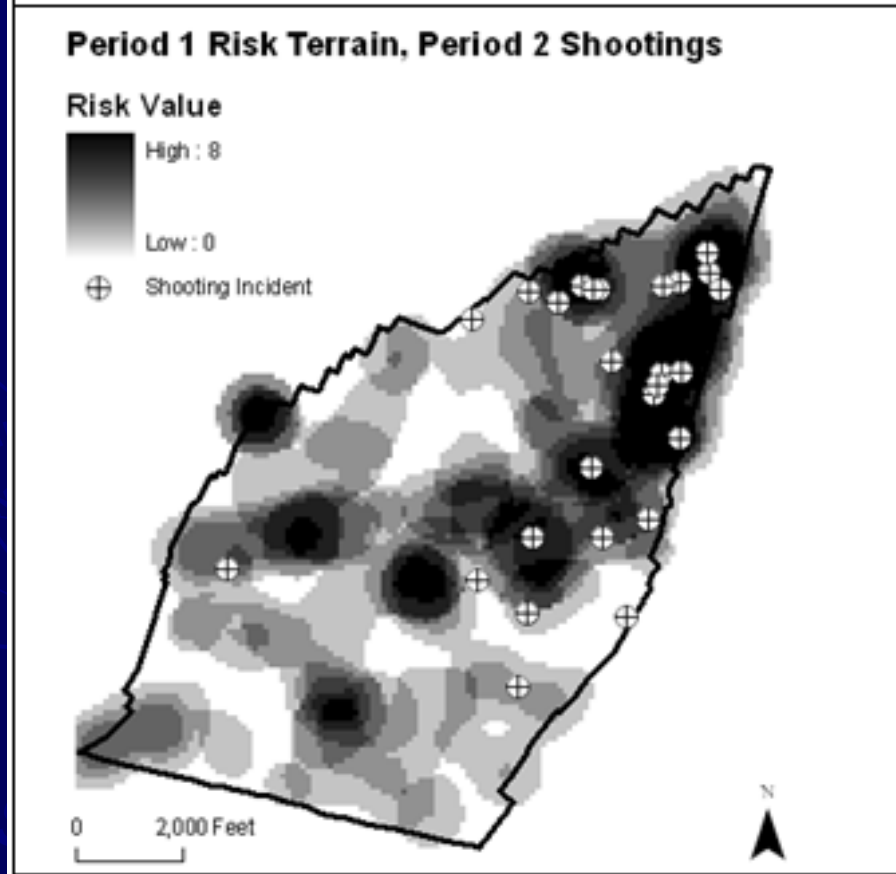 Period 1 Risk Terrain, Period 2 Shootings
Risk Value
High : 8
Low : 0
Shooting Incident
N
0 2,000 Feet